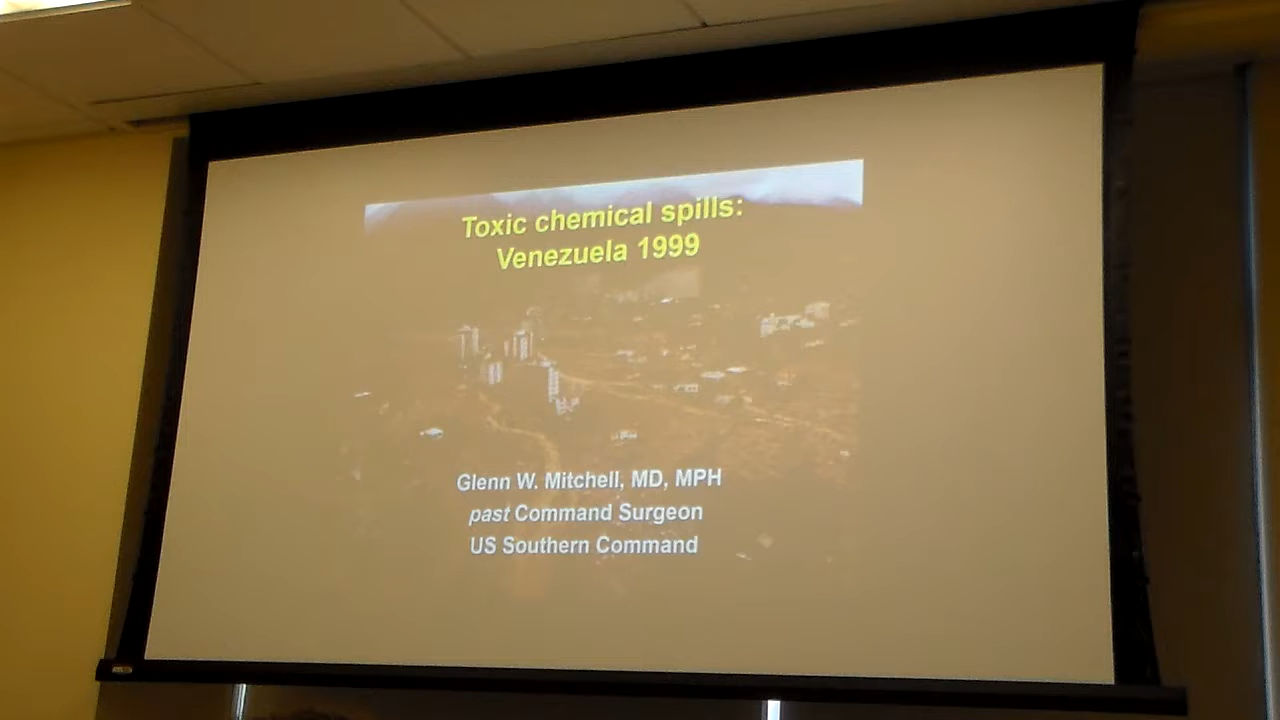 Toxic chemical spills:
Venezuela 1999
Glenn W. Mitchell, MD, MPH
past Command Surgeon
US Southern Command